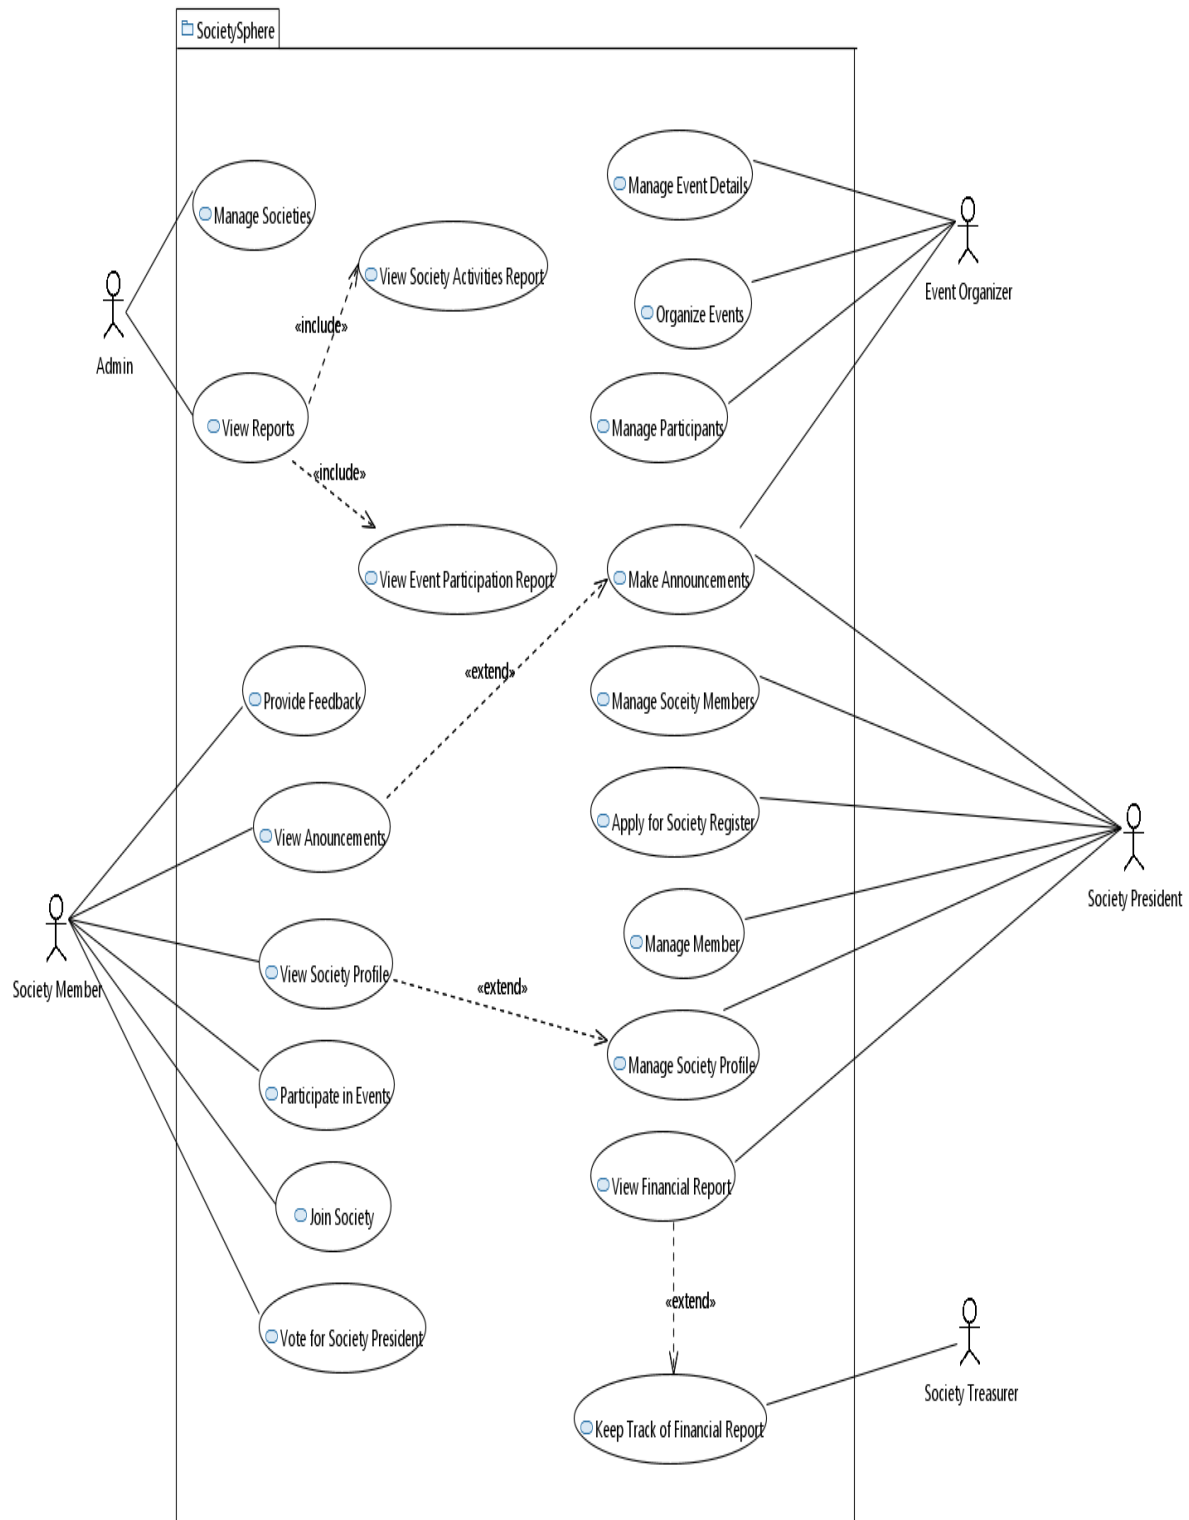 SocietySphere
Manage Event Details
Manage Societies
View Society Activities Report
Event Organizer
Organize Events
«include»
Admin
View Reports
Manage Participants
«include»
View Event Participation Report
Make Announcements
«extend»
Provide Feedback
Manage Soceity Members
View Anouncements
Apply for Society Register
Society President
Manage Member
View Society Profile
«extend»
Society Member
Manage Society Profile
Participate in Events
View Financial Report
Join Society
«extend»
Vote for Society President
Society Treasurer
Keep Track of Financial Report